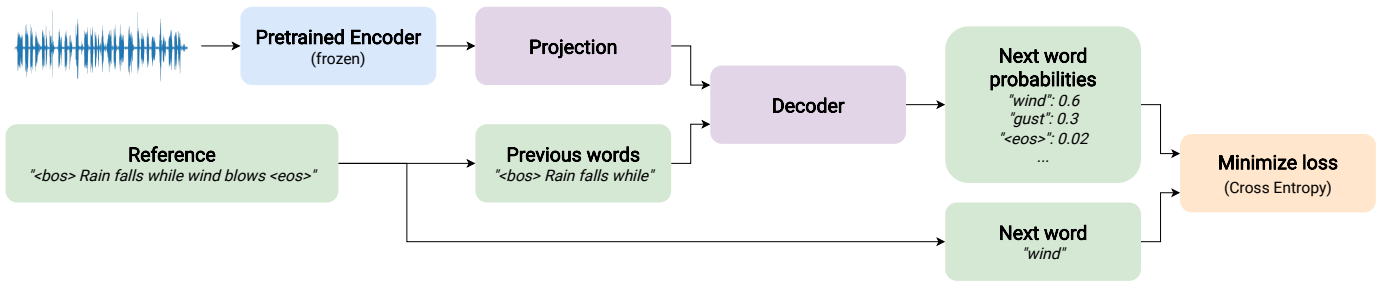 Pretrained Encoder
(frozen)
Projection
Decoder
Next word
probabilities
"wind": 0.6
"gust": 0.3
"<eos>": 0.02
...
Reference
"<bos> Rain falls while wind blows <eos>"
Previous words
"<bos> Rain falls while"
Next word
"wind"
Minimize loss
(Cross Entropy)